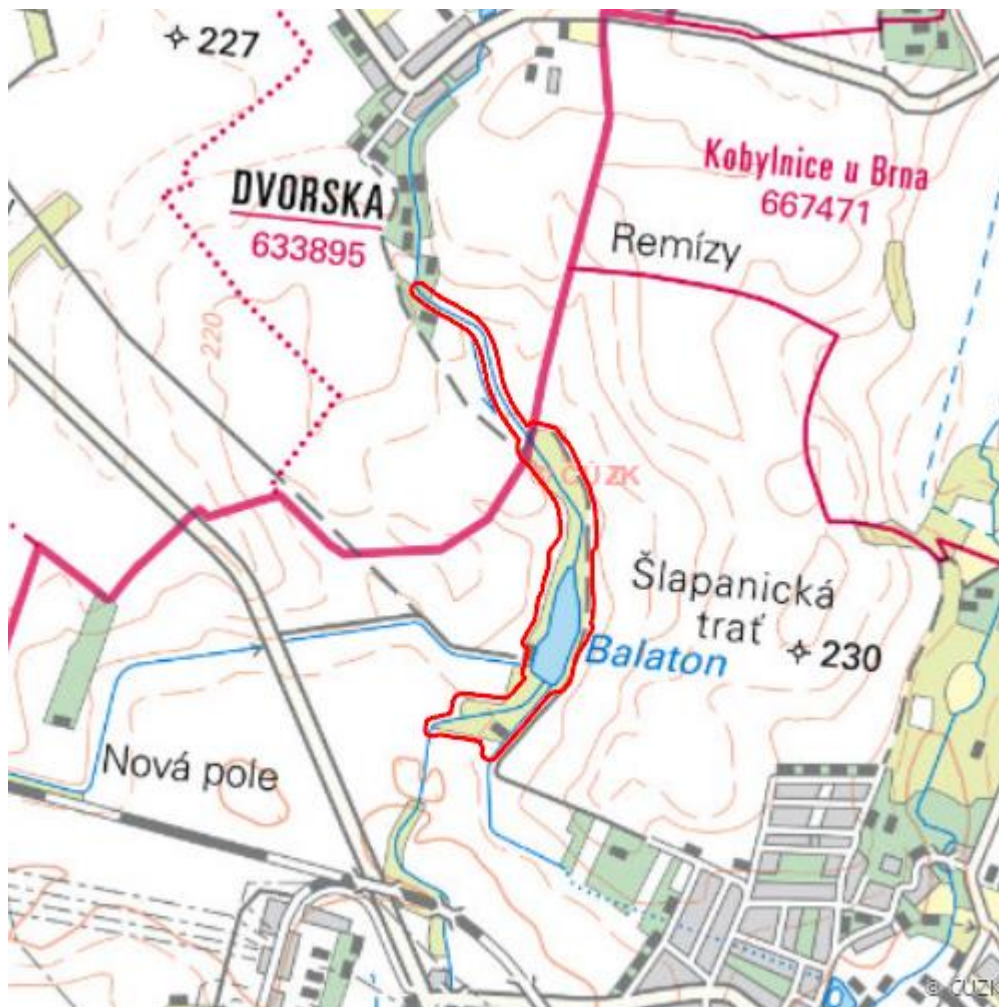 227
Kobylnice u Brna
667471
DVORSKA
633895
Remízy
220
© ČÚZK
Šlapanická
trať
230
Balaton
Nová pole
© ČÚZK